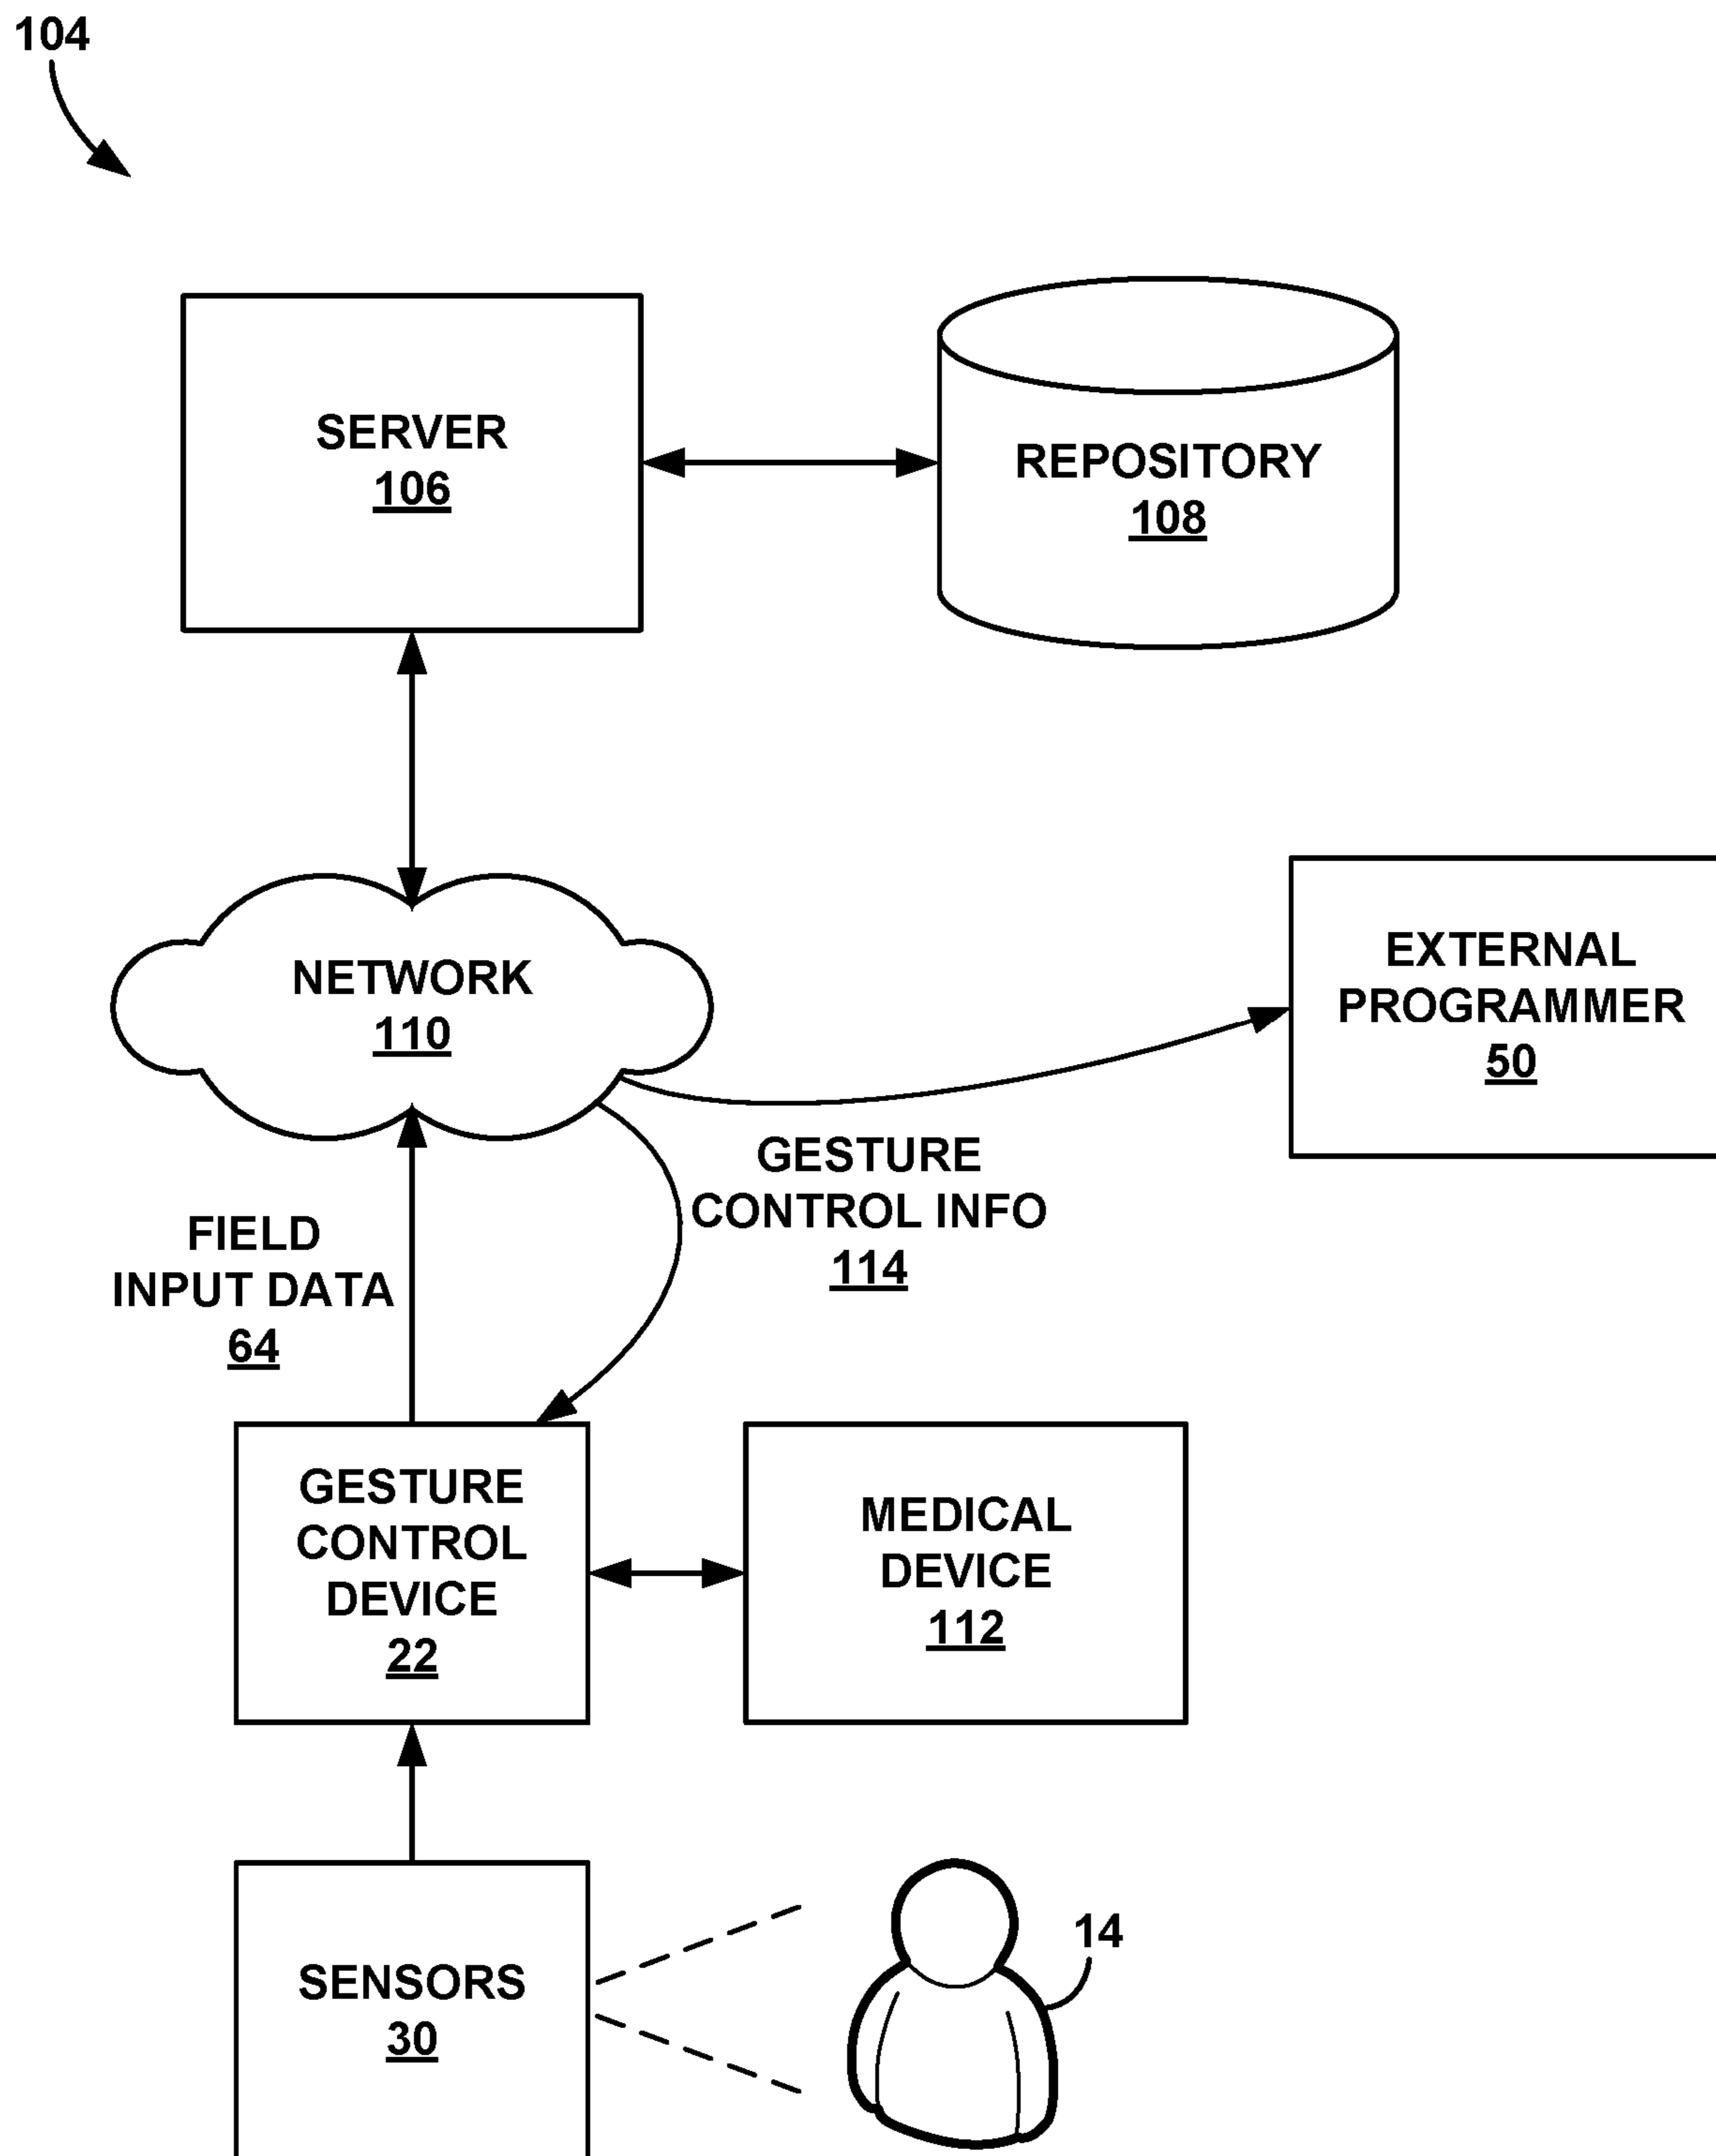 104
SERVER
106
REPOSITORY
108
NETWORK
110
EXTERNAL
PROGRAMMER
50
GESTURE
CONTROL INFO
114
FIELD
INPUT DATA
64
GESTURE
CONTROL
DEVICE
22
MEDICAL
DEVICE
112
SENSORS
30
14